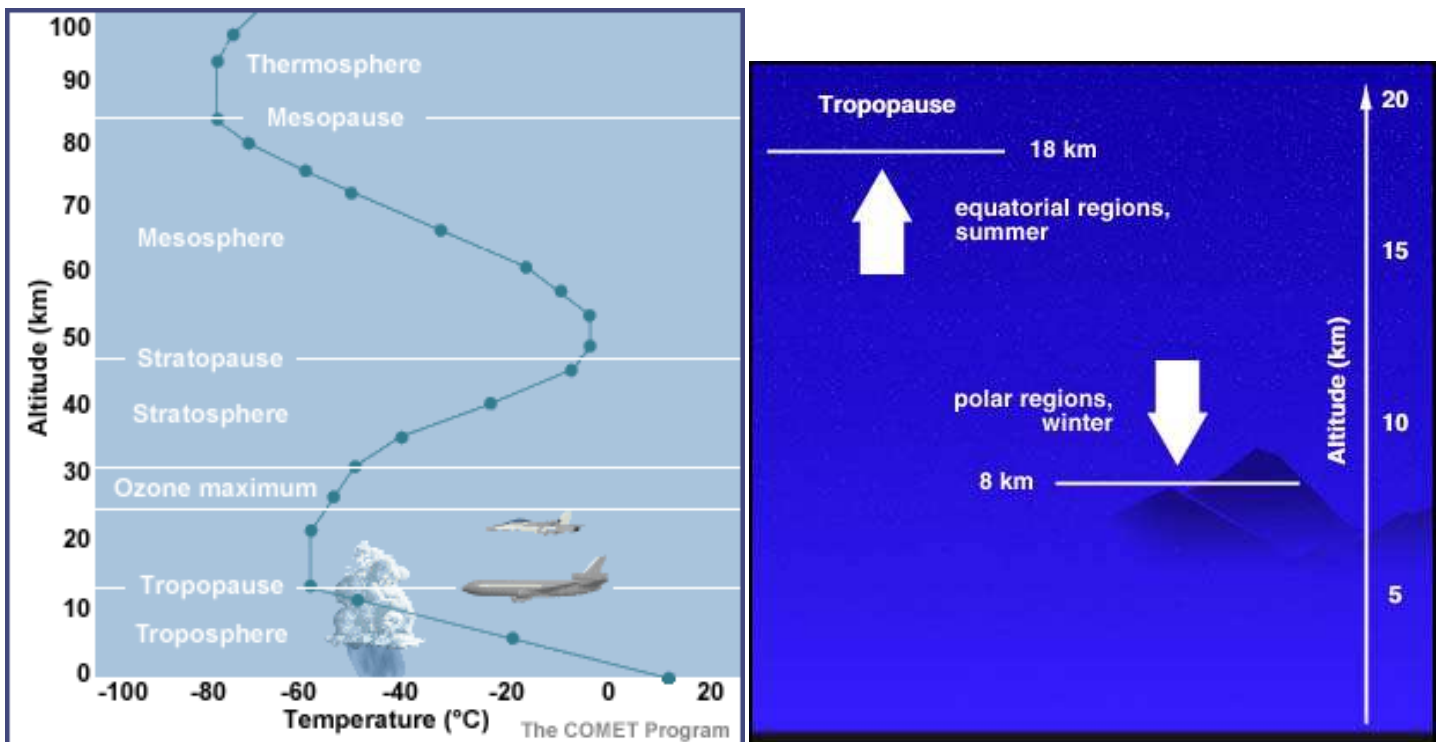 100
90
80
70
60
50
40
30
20
10
0
Altitude (km)
Thermosphere
Mesopause
Mesosphere
Stratopause
Stratosphere
Ozone maximum
Tropopause
Troposphere
-100 -80 -60 -40 -20 0 20
Temperature (°C)
The COMET Program
Tropopause
18 km
equatorial regions,
summer
polar regions,
winter
8 km
Altitude (km)
20
15
10
5